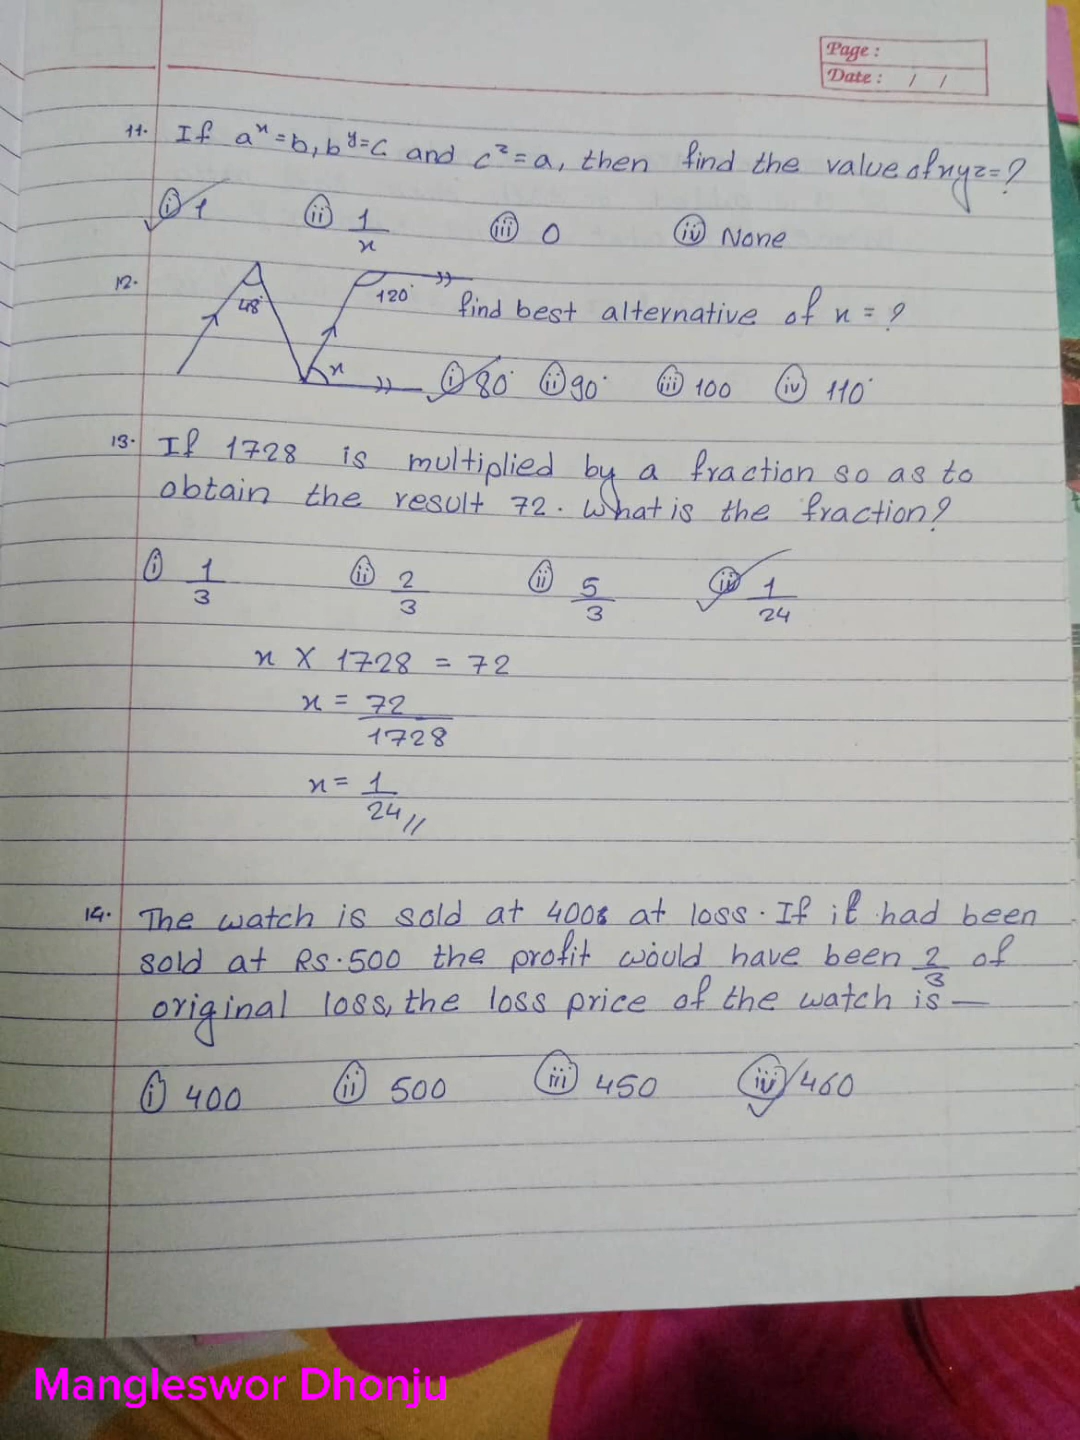 Page :
Date : / /
11. If aˣ=b, bʸ=c and cᶻ=a, then find the value of xyz=?
(i) 1 (ii) 1/x (iii) 0 (iv) None
12. 48° 120° find best alternative of x = ?
x (i) 80° (ii) 90° (iii) 100 (iv) 110°
13. If 1728 is multiplied by a fraction so as to
obtain the result 72. What is the fraction?
(i) 1/3 (ii) 2/3 (ii) 5/3 (iv) 1/24
x X 1728 = 72
x = 72/1728
x = 1/24//
14. The watch is sold at 400 at loss. If it had been
sold at Rs.500 the profit would have been 2/3 of
original loss, the loss price of the watch is —
(i) 400 (ii) 500 (iii) 450 (iv) 460
Mangleswor Dhonju